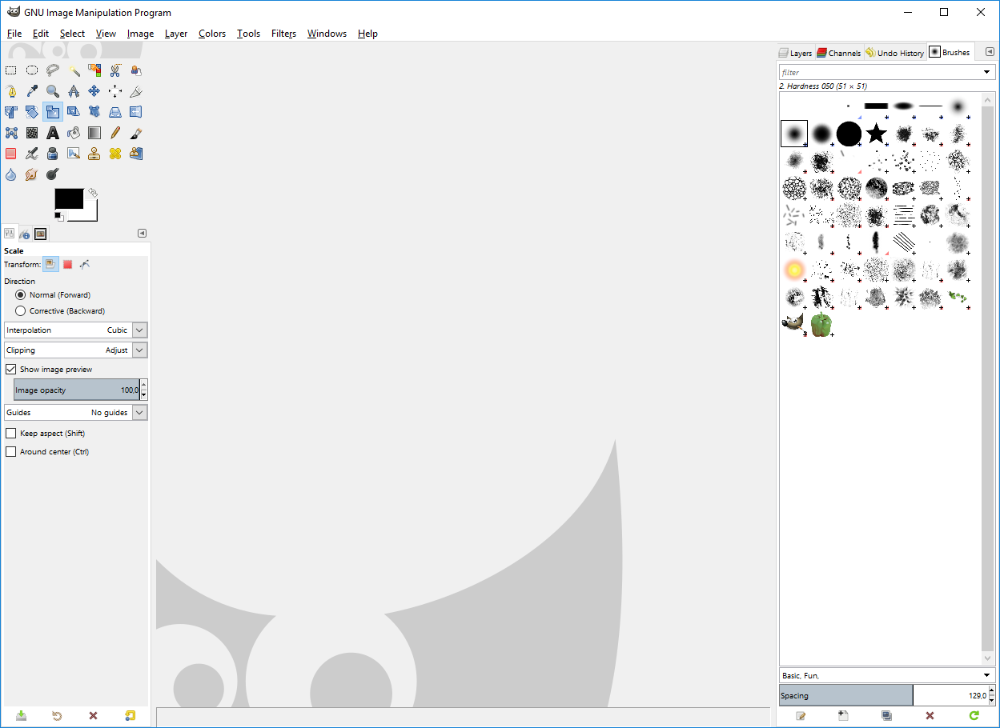 GNU Image Manipulation Program
File Edit Select View Image Layer Colors Tools Filters Windows Help
Layers Channels Undo History Brushes
filter
2. Hardness 050 (51 × 51)
Scale
Transform:
Direction
Normal (Forward)
Corrective (Backward)
Interpolation Cubic
Clipping Adjust
Show image preview
Image opacity 100,0
Guides No guides
Keep aspect (Shift)
Around center (Ctrl)
Basic, Fun,
Spacing 129,0